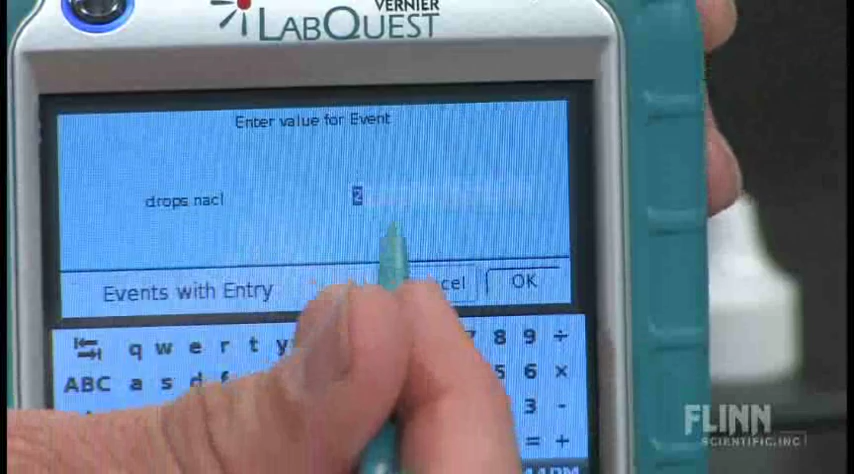 VERNIER
LABQUEST
Enter value for Event
drops nacl 2
Events with Entry OK
q w e r t y 8 9 ÷
ABC a s d 5 6 ×
3 -
= +
FLINN
SCIENTIFIC, INC